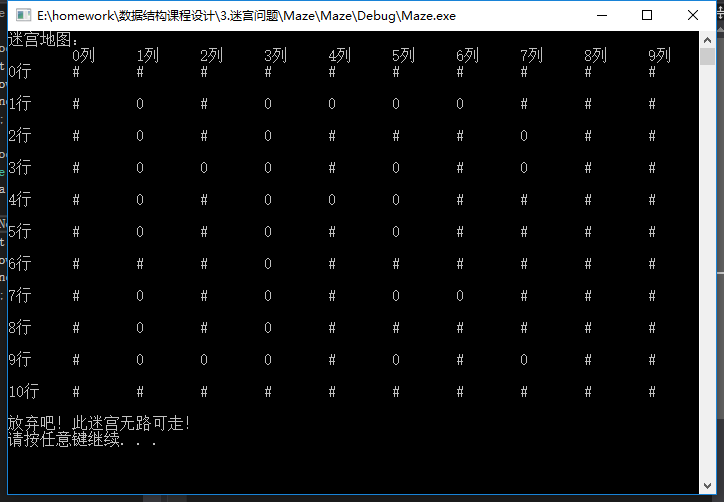 E:\homework\数据结构课程设计\3.迷宫问题\Maze\Maze\Debug\Maze.exe
迷宫地图:
0列 1列 2列 3列 4列 5列 6列 7列 8列 9列
0行 # # # # # # # # # #
1行 # 0 # 0 0 0 0 # # #
2行 # 0 # 0 # # # 0 # #
3行 # 0 0 0 # 0 # 0 # #
4行 # 0 # 0 0 0 # # # #
5行 # 0 # 0 # 0 # # # #
6行 # # # 0 # # # # # #
7行 # 0 # 0 # 0 0 # # #
8行 # 0 # 0 # # # # # #
9行 # 0 0 0 # 0 # 0 # #
10行 # # # # # # # # # #
放弃吧! 此迷宫无路可走!
请按任意键继续. . .